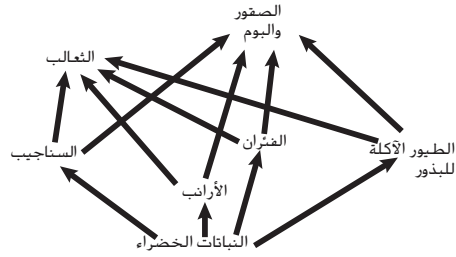 الصقور
والبوم
الثعالب
السناجيب
الفئران
الطيور الآكلة
للبذور
الأرانب
النباتات الخضراء